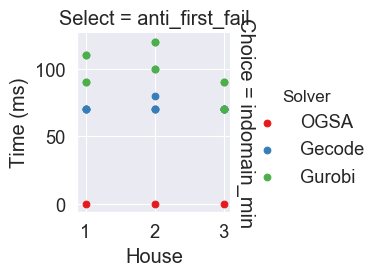 Select = anti_first_fail
Choice = indomain_min
Time (ms)
100
50
0
1 2 3
House
Solver
OGSA
Gecode
Gurobi